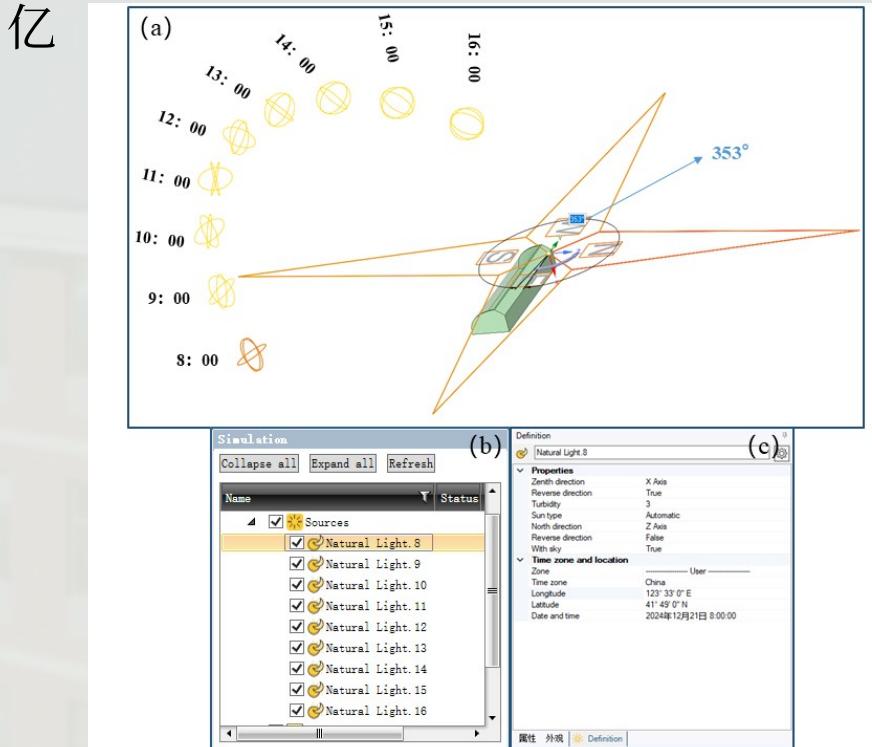 亿
(a)
15: 00
16: 00
14: 00
13: 00
12: 00
353°
11: 00
10: 00
S
N
9: 00
8: 00
Simulation
(b)
Collapse all
Expand all
Refresh
Name
Status
Sources
Natural Light.8
Natural Light.9
Natural Light.10
Natural Light.11
Natural Light.12
Natural Light.13
Natural Light.14
Natural Light.15
Natural Light.16
Definition
(c)
Natural Light.8
Properties
Zenith direction X Axis
Reverse direction True
Turbidity 3
Sun type Automatic
North direction Z Axis
Reverse direction False
With sky True
Time zone and location
Zone User
Time zone China
Longitude 123° 33' 0" E
Latitude 41° 49' 0" N
Date and time 2024年12月21日 8:00:00
属性 外观 Definition